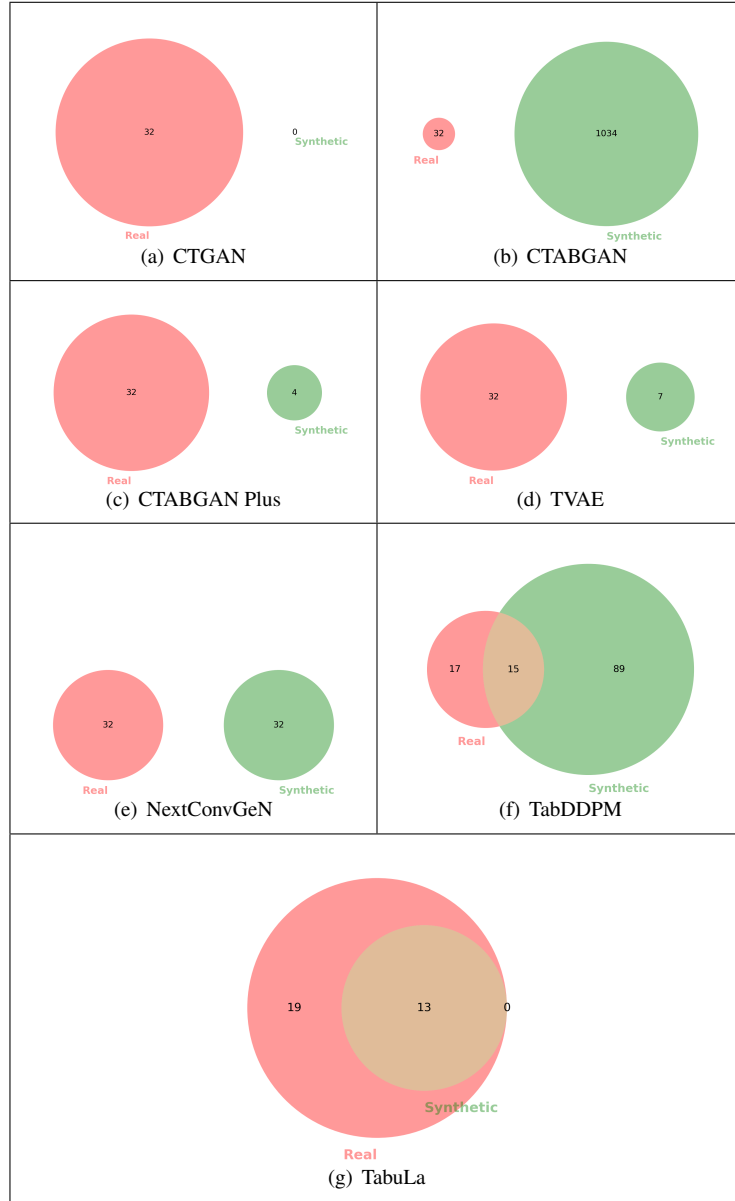 32
0
Synthetic
Real
(a) CTGAN
32
1034
Real
Synthetic
(b) CTABGAN
32
4
Synthetic
Real
(c) CTABGAN Plus
32
7
Synthetic
Real
(d) TVAE
32
32
Real
Synthetic
(e) NextConvGeN
17
15
89
Real
Synthetic
(f) TabDDPM
19
13
0
Synthetic
Real
(g) TabuLa